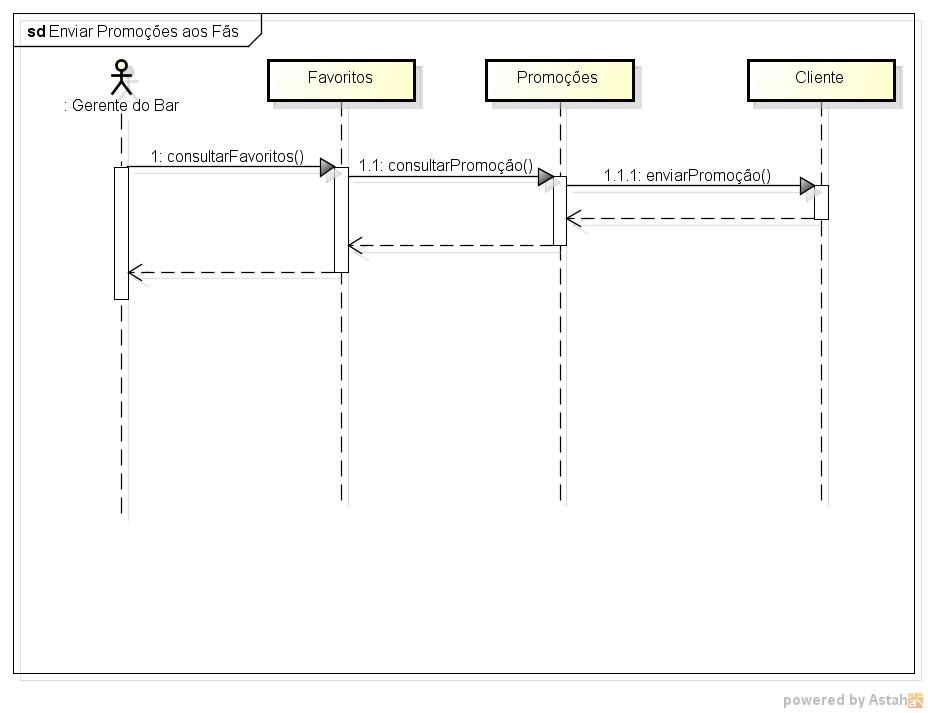 sd Enviar Promoções aos Fãs
: Gerente do Bar
Favoritos
Promoções
Cliente
1: consultarFavoritos()
1.1: consultarPromoção()
1.1.1: enviarPromoção()
powered by Astah